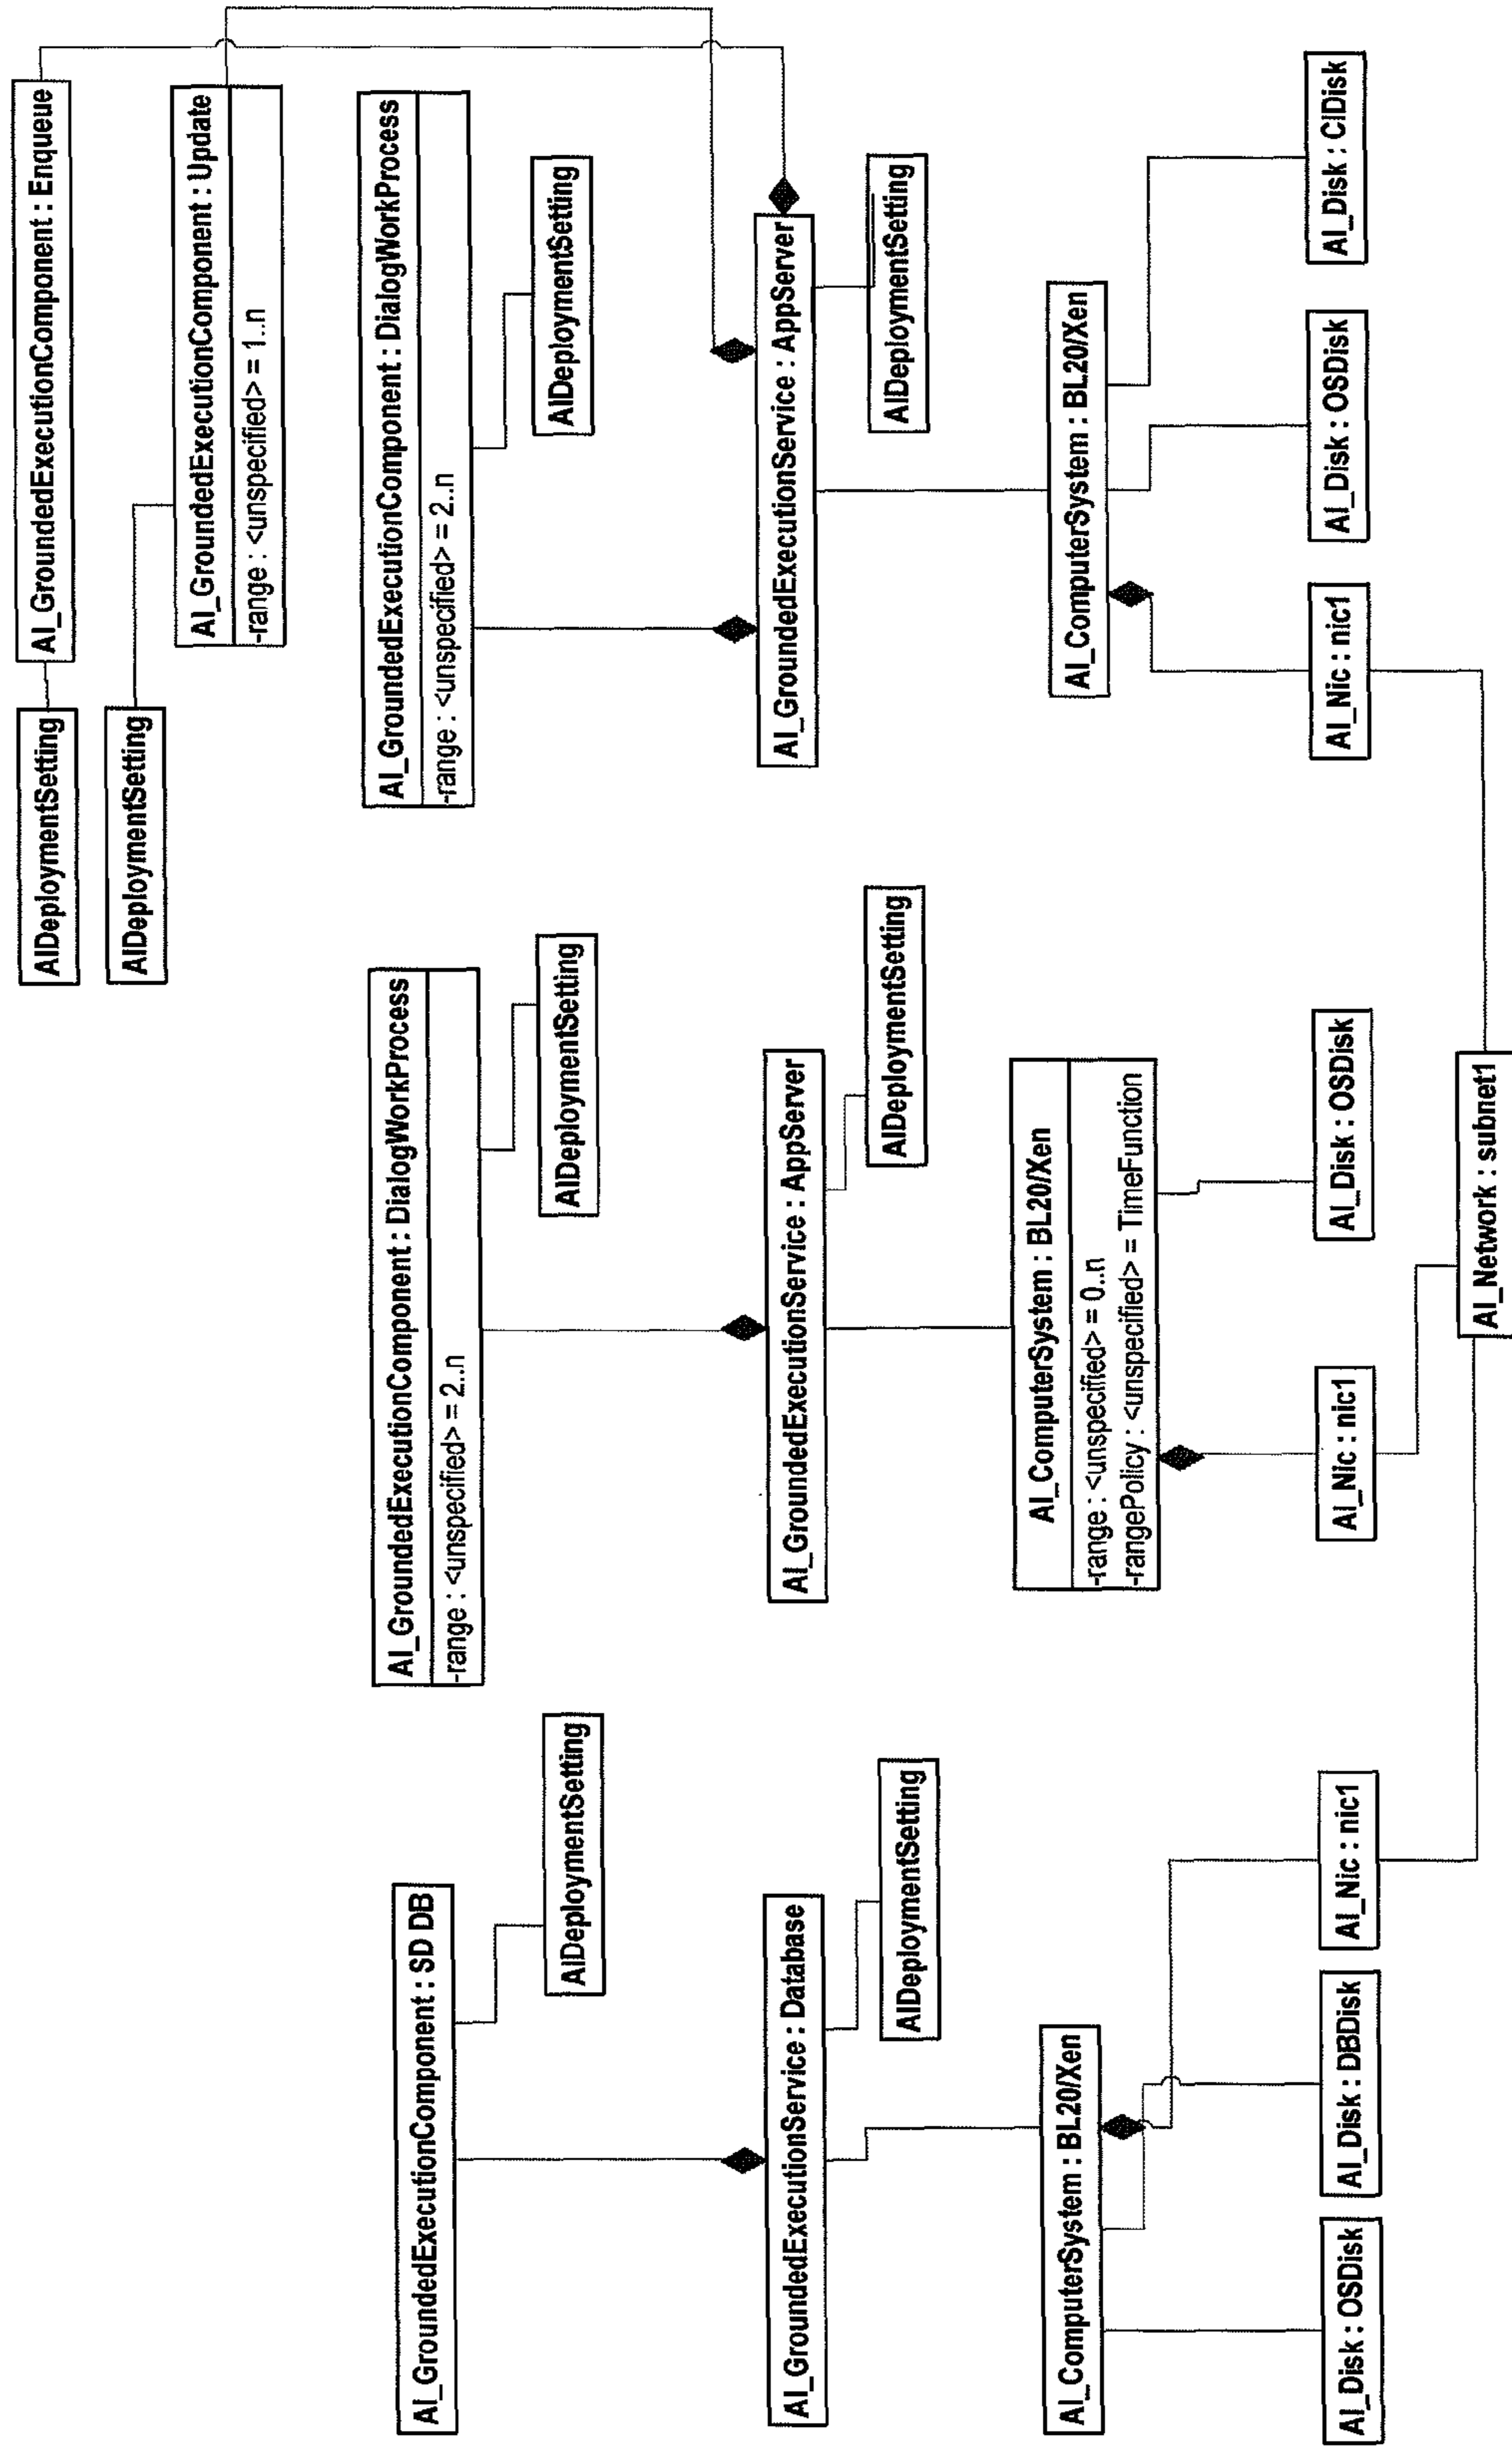 AIDeploymentSetting
AI_GroundedExecutionComponent : Enqueue
AIDeploymentSetting
AI_GroundedExecutionComponent : Update
-range : <unspecified> = 1..n
AI_GroundedExecutionComponent : SD DB
AI_GroundedExecutionComponent : DialogWorkProcess
-range : <unspecified> = 2..n
AI_GroundedExecutionComponent : DialogWorkProcess
-range : <unspecified> = 2..n
AIDeploymentSetting
AIDeploymentSetting
AIDeploymentSetting
AI_GroundedExecutionService : Database
AI_GroundedExecutionService : AppServer
AI_GroundedExecutionService : AppServer
AIDeploymentSetting
AIDeploymentSetting
AIDeploymentSetting
AI_ComputerSystem : BL20/Xen
AI_ComputerSystem : BL20/Xen
-range : <unspecified> = 0..n
-rangePolicy : <unspecified> = TimeFunction
AI_ComputerSystem : BL20/Xen
AI_Disk : OSDisk
AI_Disk : DBDisk
AI_Nic : nic1
AI_Nic : nic1
AI_Disk : OSDisk
AI_Nic : nic1
AI_Disk : OSDisk
AI_Disk : CIDisk
AI_Network : subnet1